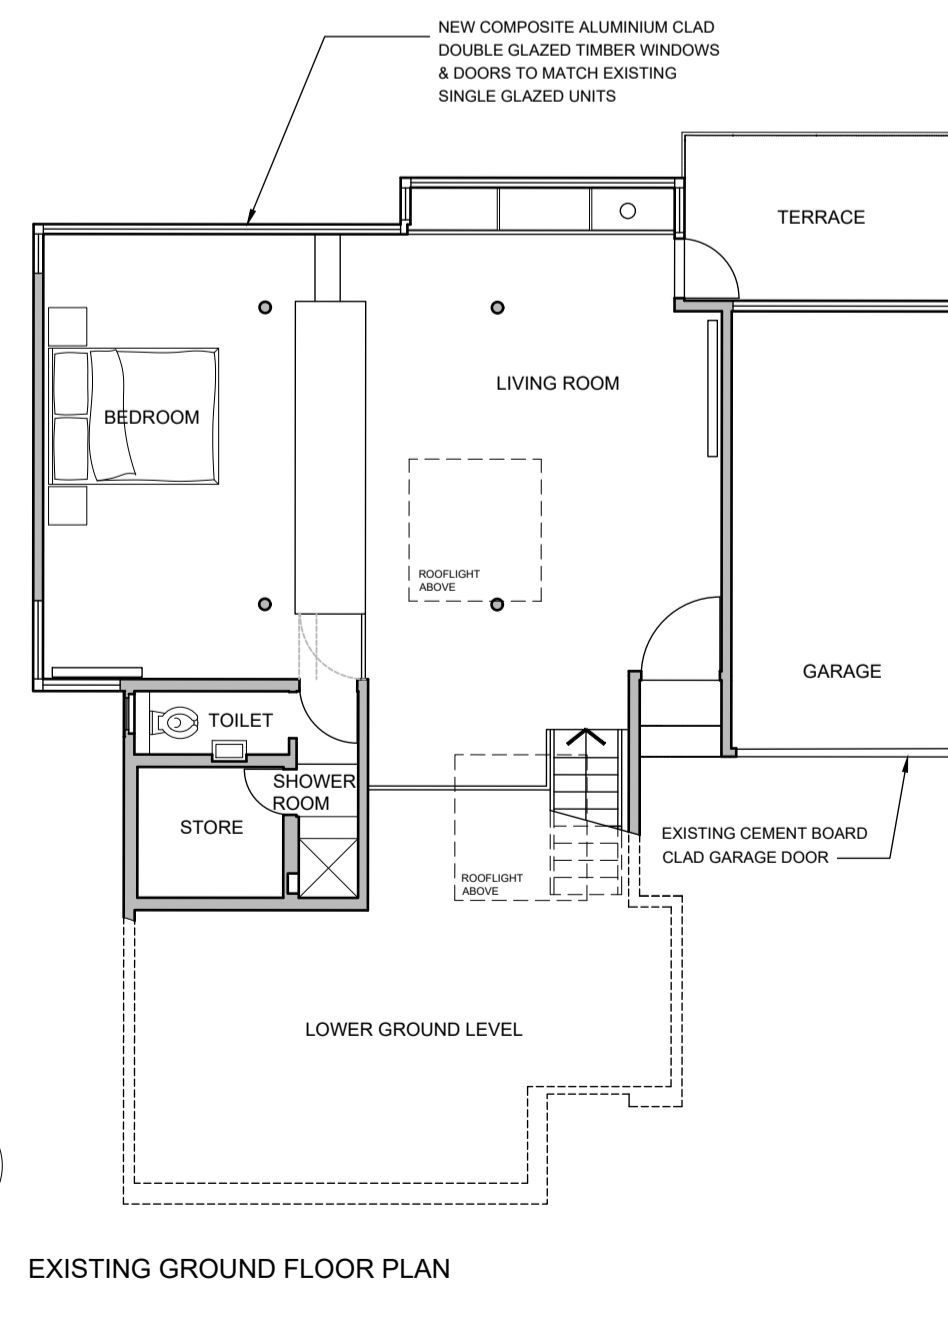 NEW COMPOSITE ALUMINIUM CLAD
DOUBLE GLAZED TIMBER WINDOWS
& DOORS TO MATCH EXISTING
SINGLE GLAZED UNITS
TERRACE
LIVING ROOM
BEDROOM
ROOFLIGHT
ABOVE
GARAGE
TOILET
SHOWER
ROOM
STORE
EXISTING CEMENT BOARD
CLAD GARAGE DOOR
ROOFLIGHT
ABOVE
LOWER GROUND LEVEL
EXISTING GROUND FLOOR PLAN